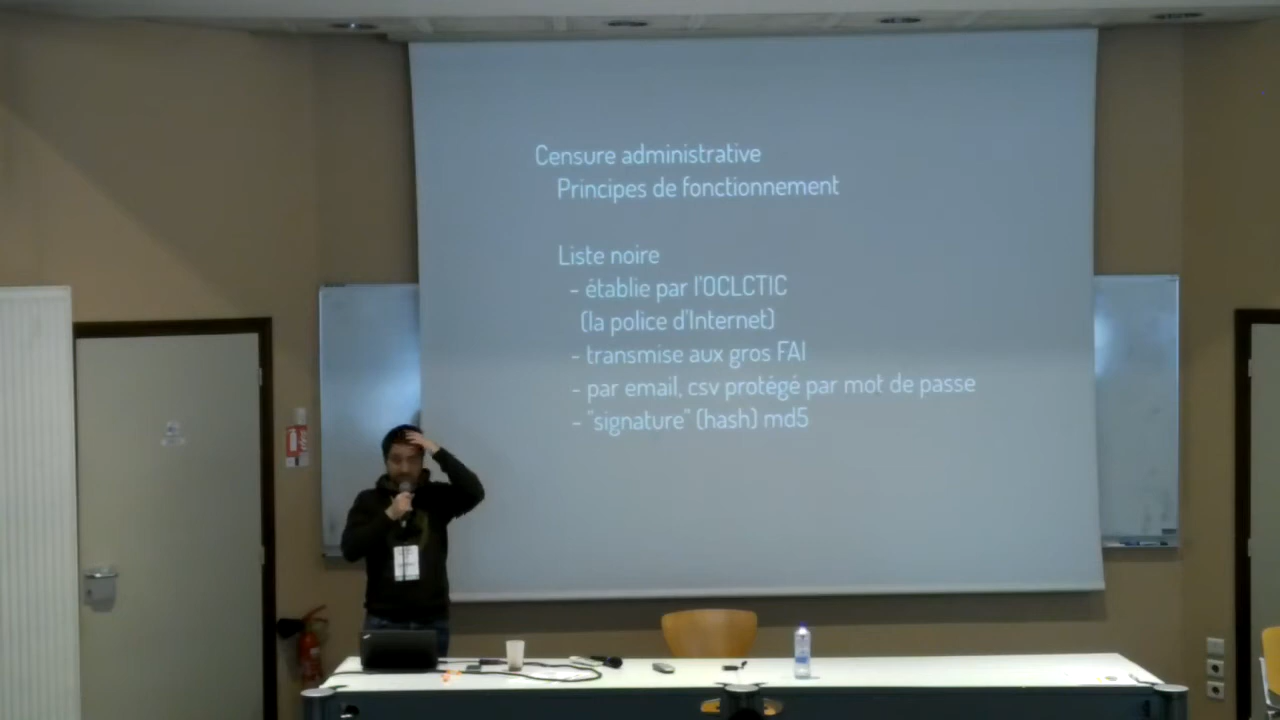 Censure administrative
Principes de fonctionnement
Liste noire
- établie par l'OCLCTIC
(la police d'Internet)
- transmise aux gros FAI
- par email, csv protégé par mot de passe
- "signature" (hash) md5